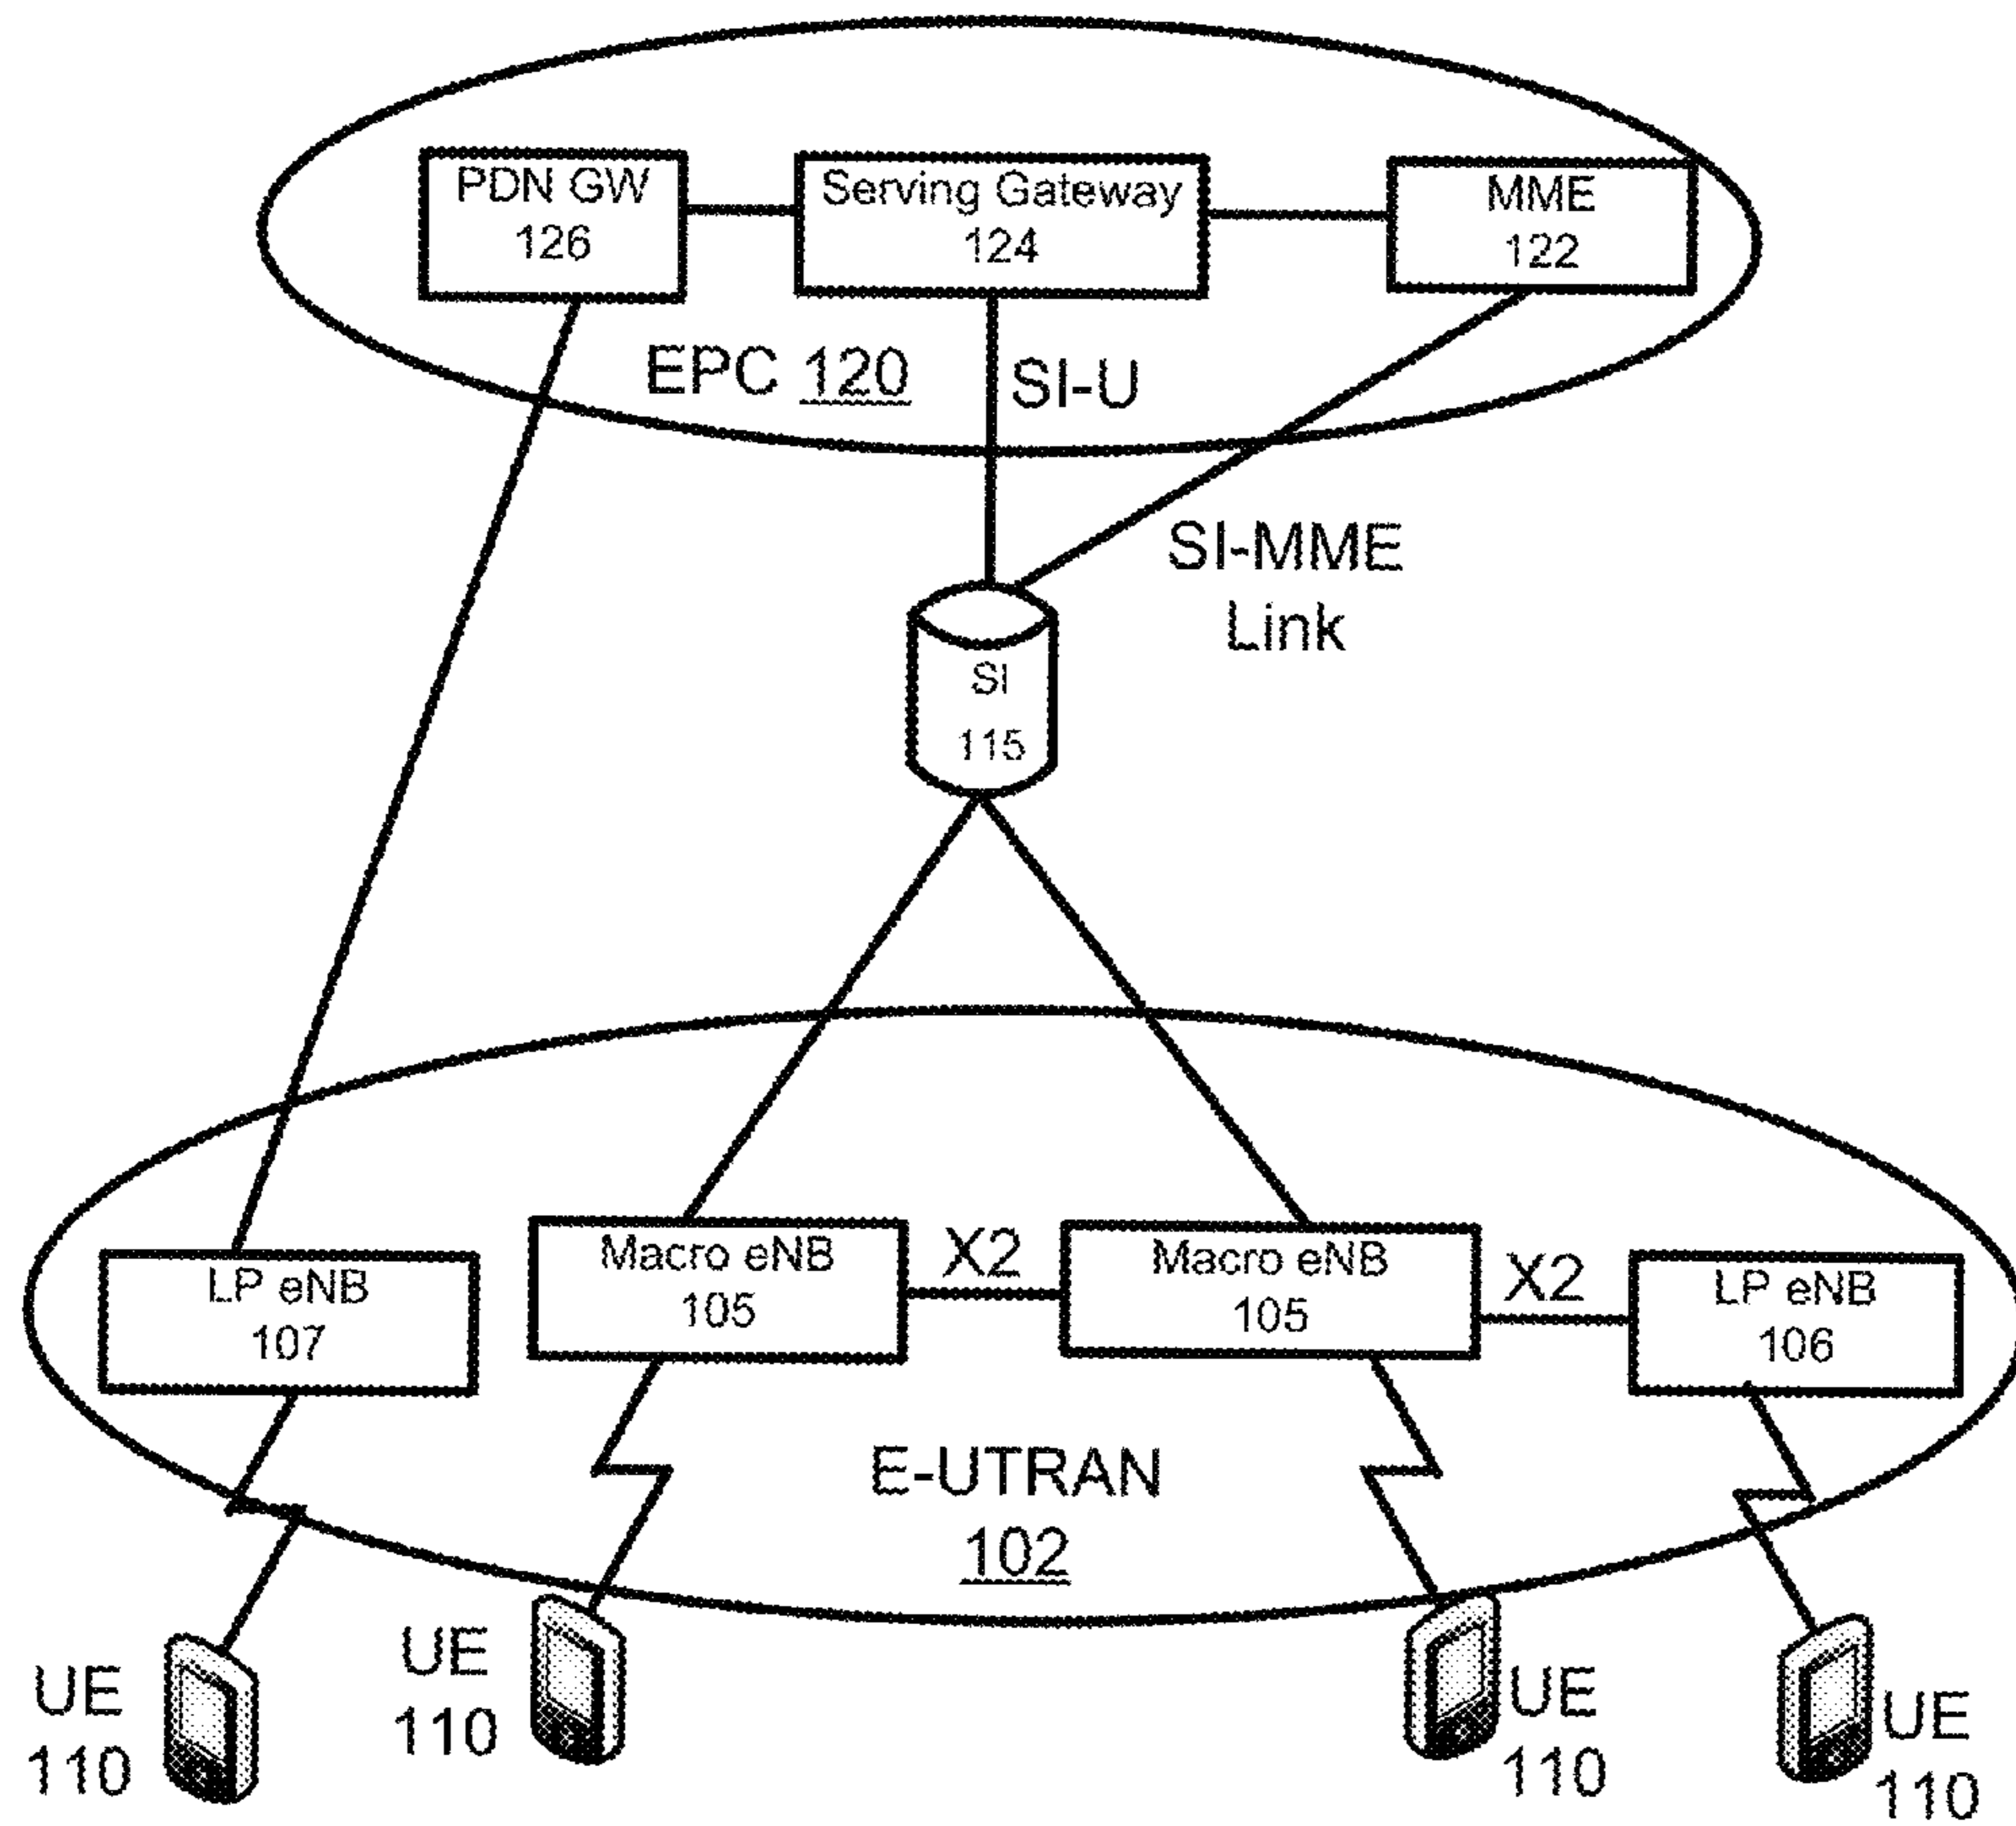 PDN GW
126
Serving Gateway
124
MME
122
EPC 120
SI-U
SI-MME
Link
SI
115
LP eNB
107
Macro eNB
105
X2
Macro eNB
105
X2
LP eNB
106
E-UTRAN
102
UE
110
UE
110
UE
110
UE
110